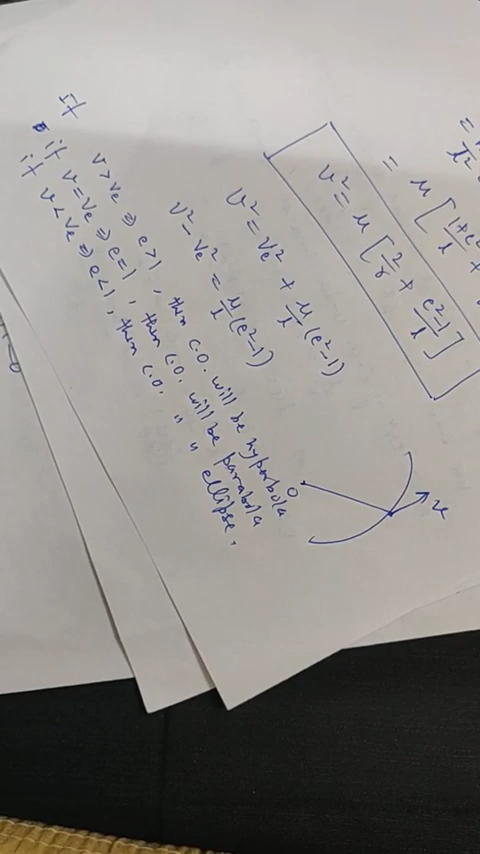 =
= μ [ (1+e²)/l +
v² = μ [ 2/r + (e²-1)/l ]
v² = ve² + μ/l (e²-1)
v² - ve² = μ/l (e²-1)
if v > ve ⇒ e>1, then C.O. will be hyperbola
if v = ve ⇒ e=1, then C.O. will be parabola
if v < ve ⇒ e<1, then C.O. " " ellipse.
O